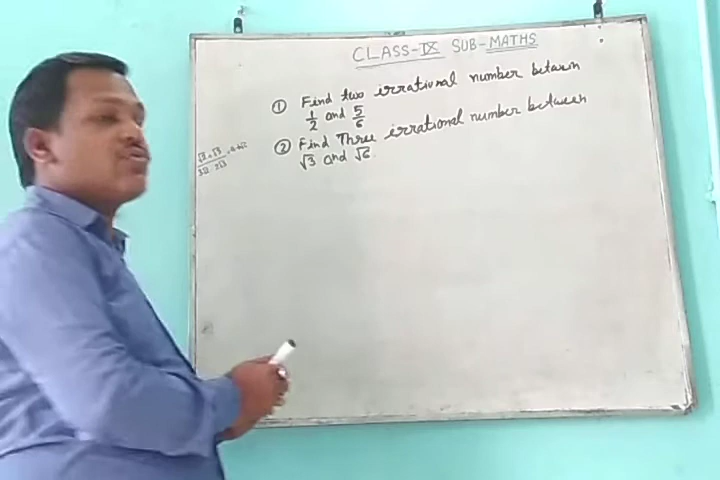 CLASS-IX SUB-MATHS
① Find two irrational number between
1/2 and 5/6
② Find Three irrational number between
√3 and √6